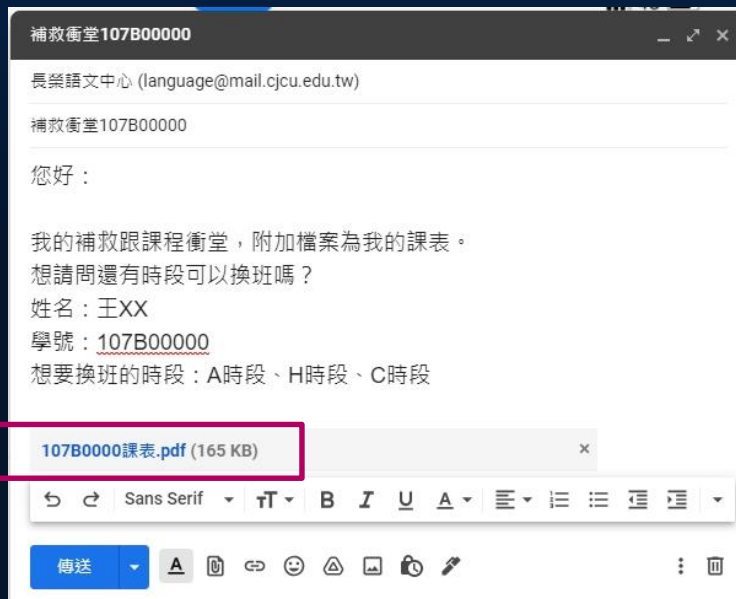 補救衝堂107B00000
長榮語文中心 (language@mail.cjcu.edu.tw)
補救衝堂107B00000
您好：
我的補救跟課程衝堂，附加檔案為我的課表。
想請問還有時段可以換班嗎？
姓名：王XX
學號：107B00000
想要換班的時段：A時段、H時段、C時段
107B0000課表.pdf (165 KB)
Sans Serif
傳送